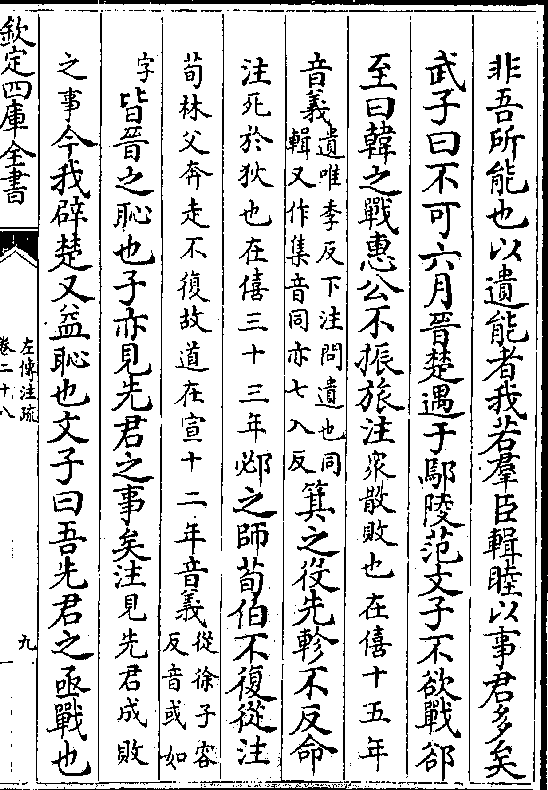 非吾所能也以遺能者我若羣臣輯睦以事君多矣
武子曰不可六月晉楚遇于鄢陵范文子不欲戰郤
至曰韓之戰惠公不振旅注衆散敗也在僖十五年
音義遺唯季反下注問遺也同
輯又作集音同亦七入反
箕之役先軫不反命
注死於狄也在僖三十三年邲之師荀伯不復從注
荀林父奔走不復故道在宣十二年音義從徐子容
反音或如
字皆晉之恥也子亦見先君之事矣注見先君成敗
之事今我辟楚又益恥也文子曰吾先君之亟戰也
欽定四庫全書
左傳注疏
卷二十八
九